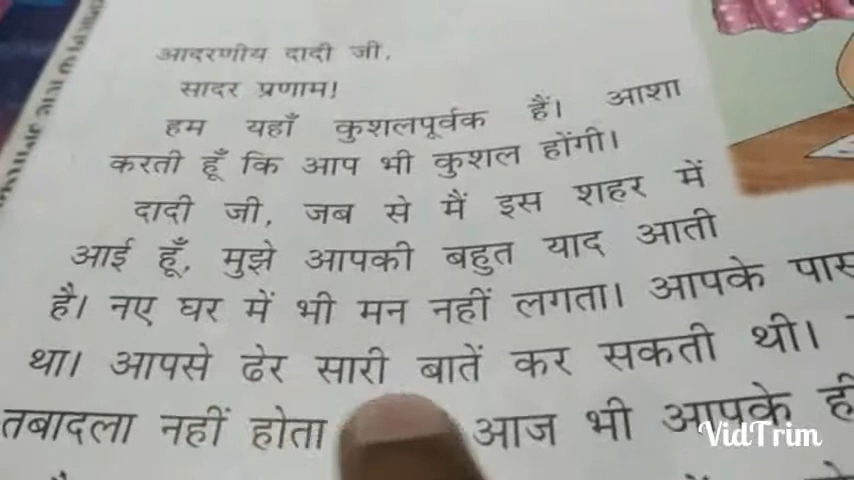 आदरणीय दादी जी,
सादर प्रणाम!
हम यहाँ कुशलपूर्वक हैं। आशा
करती हूँ कि आप भी कुशल होंगी।
दादी जी, जब से मैं इस शहर में
आई हूँ, मुझे आपकी बहुत याद आती
है। नए घर में भी मन नहीं लगता। आपके पास
था। आपसे ढेर सारी बातें कर सकती थी।
तबादला नहीं होता आज भी आपके ही
VidTrim